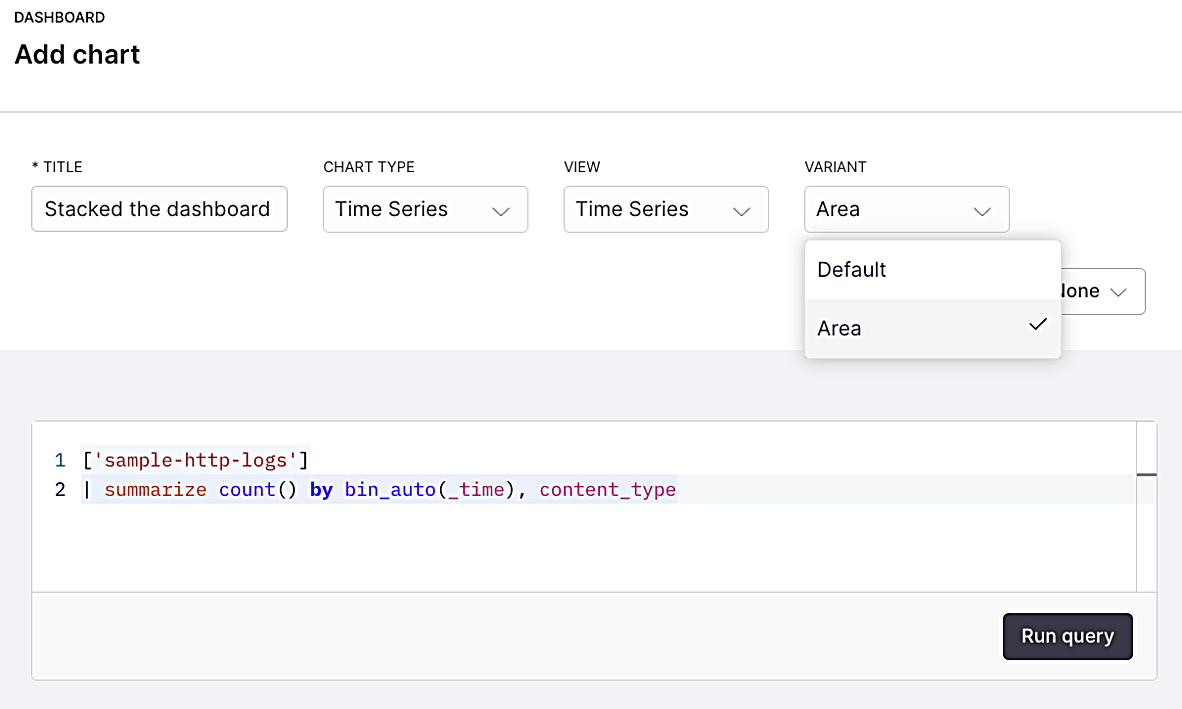 DASHBOARD
Add chart
* TITLE CHART TYPE VIEW VARIANT
Stacked the dashboard Time Series Time Series Area
Default
Area
1 ['sample-http-logs']
2 | summarize count() by bin_auto(_time), content_type
Run query